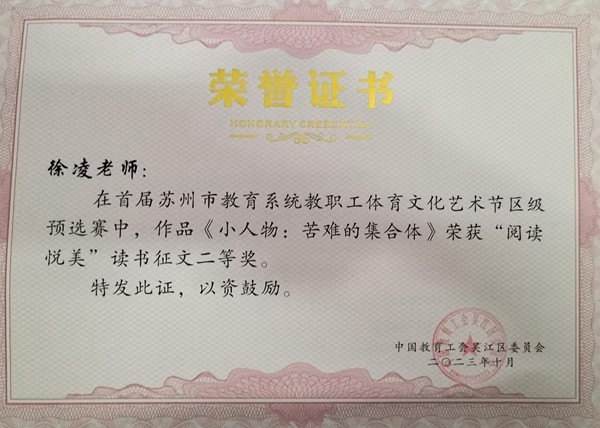 荣誉证书
HONORARY CREDENTIAL
徐凌老师：
在首届苏州市教育系统教职工体育文化艺术节区级
预选赛中，作品《小人物：苦难的集合体》荣获“阅读
悦美”读书征文二等奖。
特发此证，以资鼓励。
中国教育工会吴江区委员会
二〇二三年十月